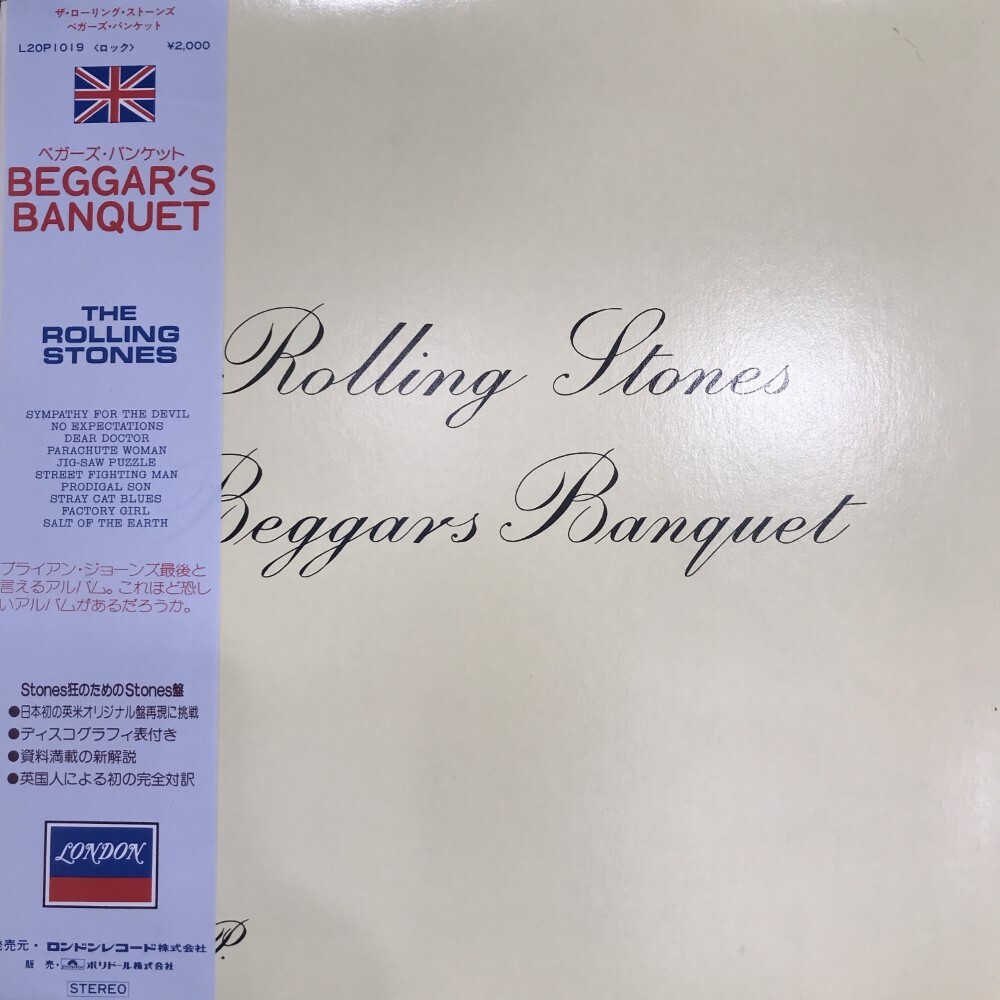 ザ・ローリング・ストーンズ
ベガーズ・バンケット
L20P1019 〈ロック〉 ¥2,000
ベガーズ・バンケット
BEGGAR'S
BANQUET
THE
ROLLING
STONES
SYMPATHY FOR THE DEVIL
NO EXPECTATIONS
DEAR DOCTOR
PARACHUTE WOMAN
JIG-SAW PUZZLE
STREET FIGHTING MAN
PRODIGAL SON
STRAY CAT BLUES
FACTORY GIRL
SALT OF THE EARTH
ブライアン・ジョーンズ最後と
言えるアルバム。これほど恐し
いアルバムがあるだろうか。
Stones狂のためのStones盤
●日本初の英米オリジナル盤再現に挑戦
●ディスコグラフィ表付き
●資料満載の新解説
●英国人による初の完全対訳
LONDON
発売元・ロンドンレコード株式会社
販売・ポリドール株式会社
STEREO
Rolling Stones
Beggars Banquet